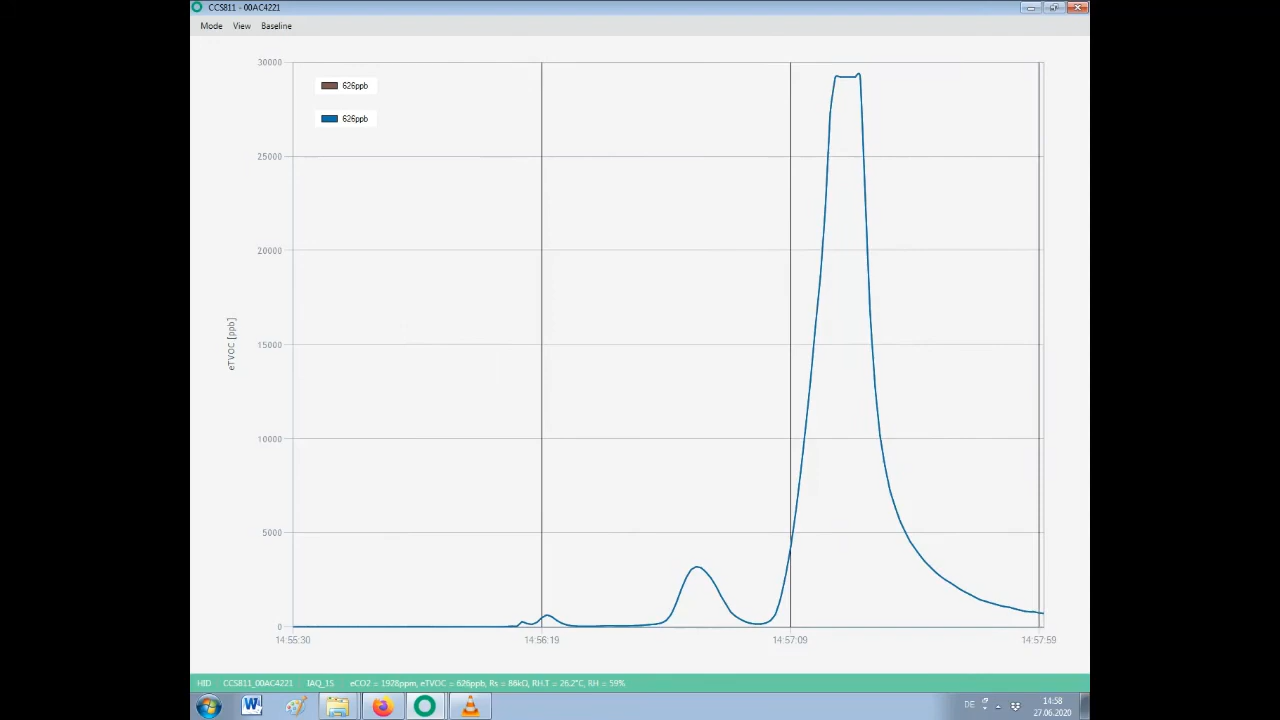 CCS811 - 00AC4221
Mode View Baseline
30000
626ppb
626ppb
25000
20000
15000
eTVOC [ppb]
10000
5000
0
14:55:30 14:56:19 14:57:09 14:57:59
HID CCS811_00AC4221 IAQ_1S eCO2 = 1928ppm, eTVOC = 626ppb, Rs = 86kΩ, RH.T = 26.2°C, RH = 59%
W DE 14:58
27.06.2020